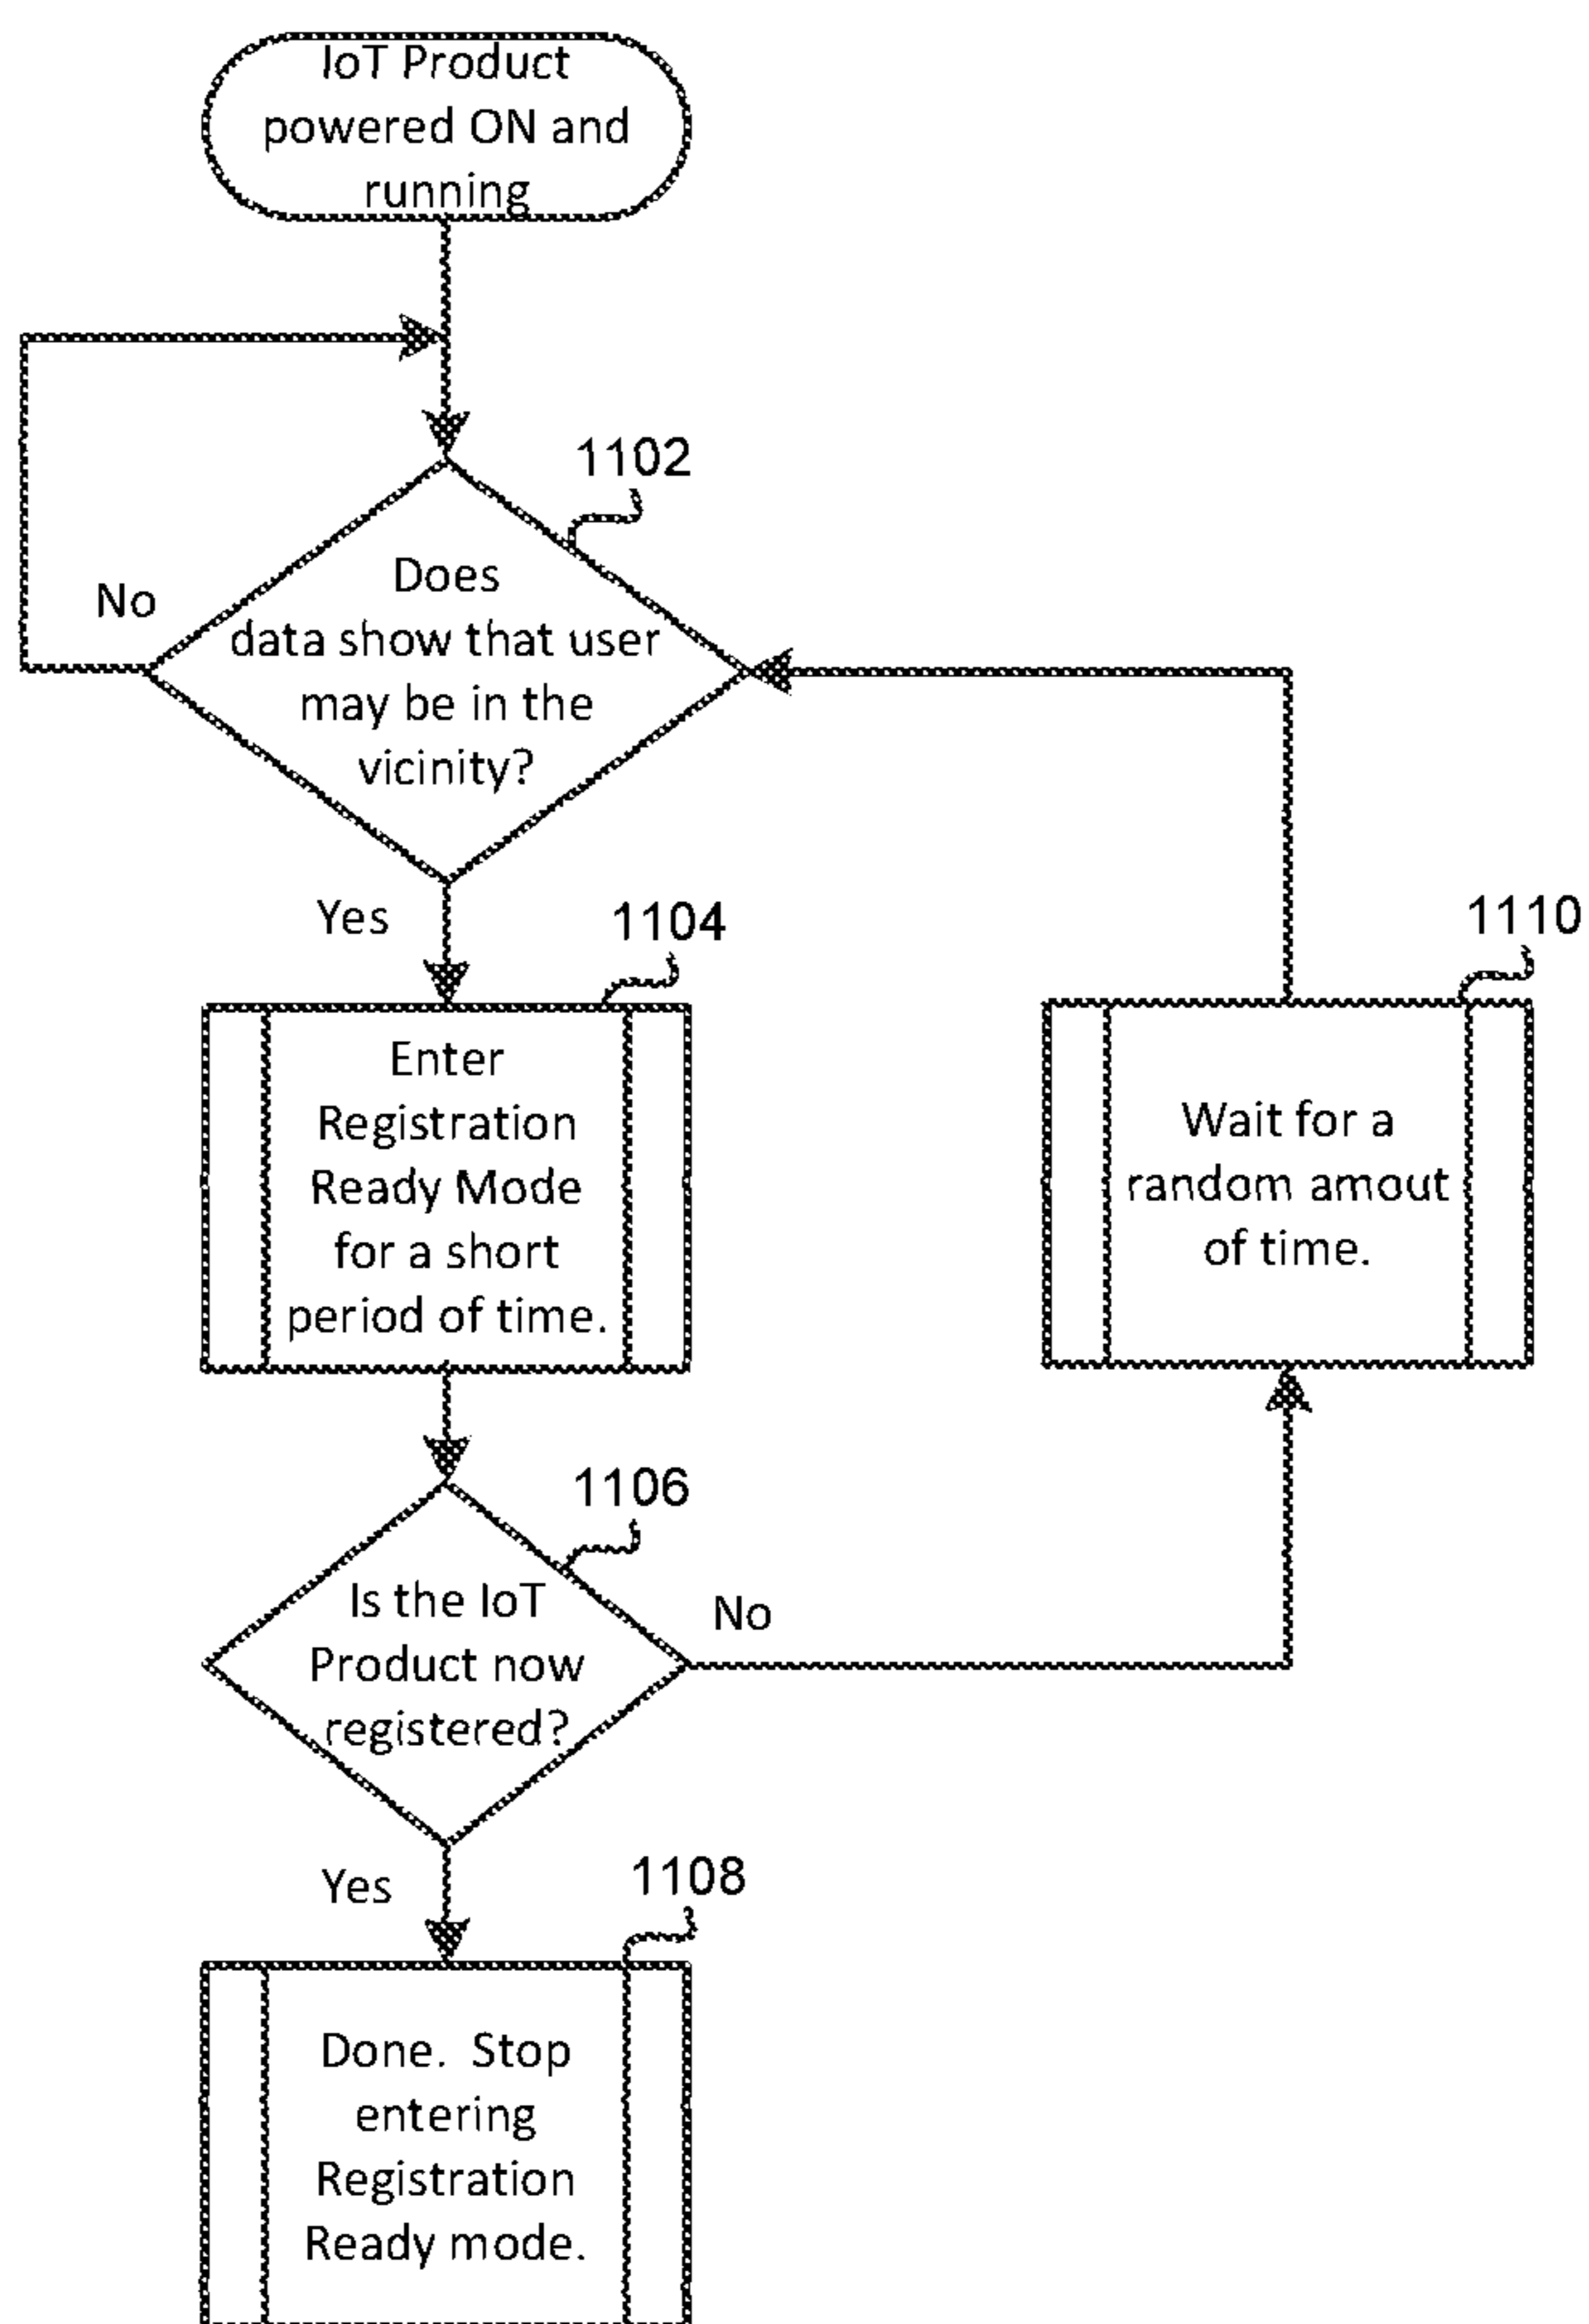 IoT Product
powered ON and
running
1102
Does
data show that user
may be in the
vicinity?
No
Yes
1104
Enter
Registration
Ready Mode
for a short
period of time.
1110
Wait for a
random amout
of time.
1106
Is the IoT
Product now
registered?
No
Yes
1108
Done. Stop
entering
Registration
Ready mode.